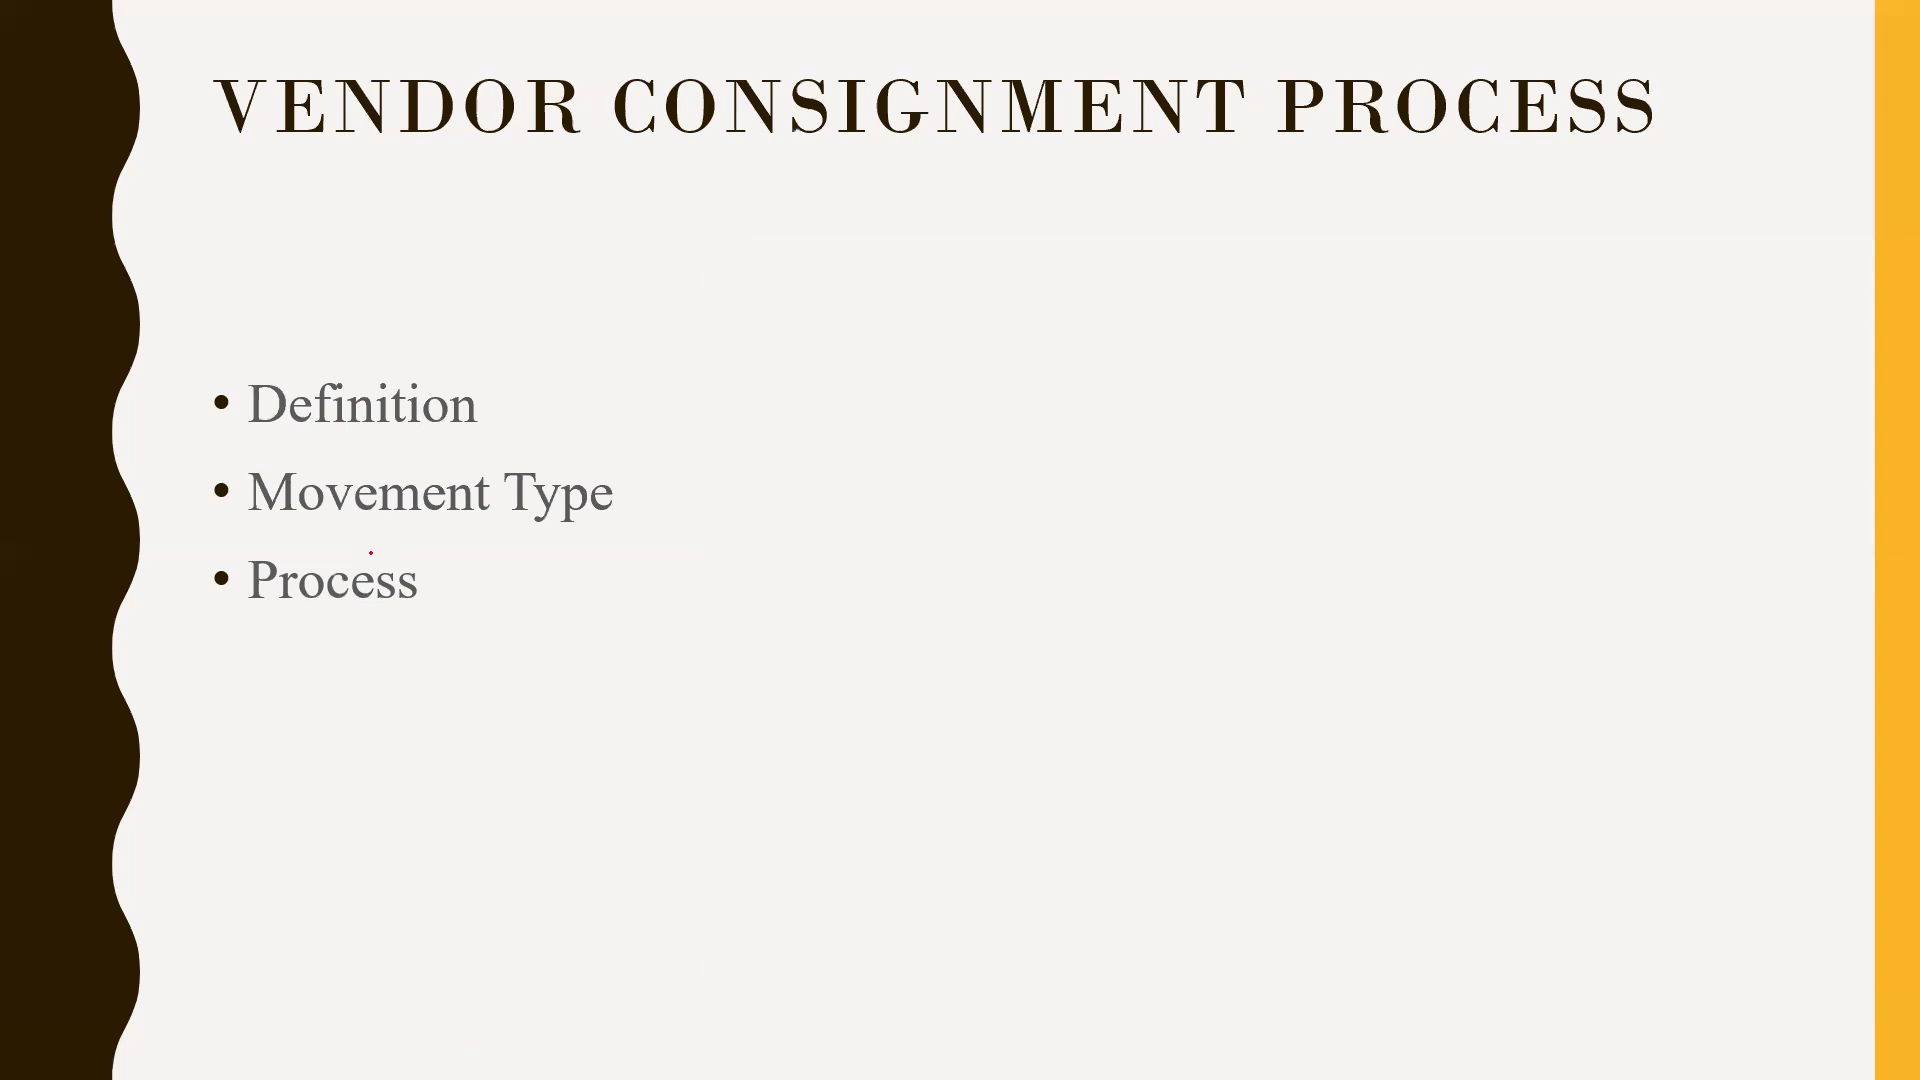 VENDOR CONSIGNMENT PROCESS
• Definition
• Movement Type
• Process